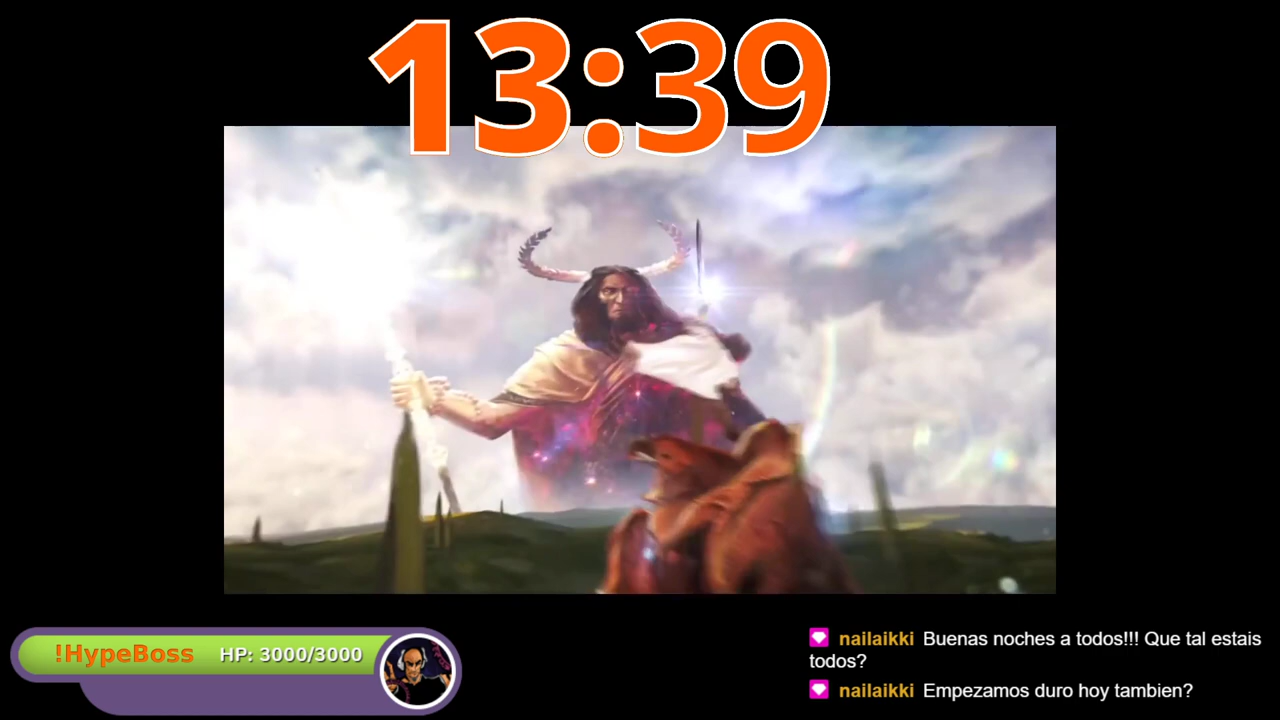 13:39
!HypeBoss HP: 3000/3000
nailaikki Buenas noches a todos!!! Que tal estais
todos?
nailaikki Empezamos duro hoy tambien?